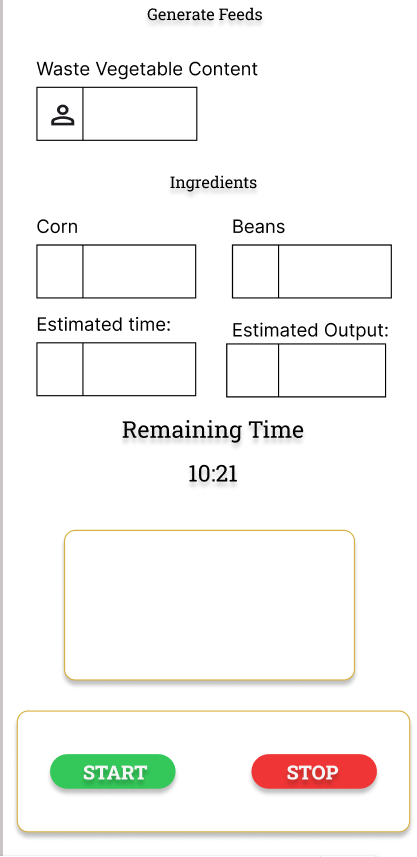 Generate Feeds
Waste Vegetable Content
Ingredients
Corn
Beans
Estimated time:
Estimated Output:
Remaining Time
10:21
START
STOP